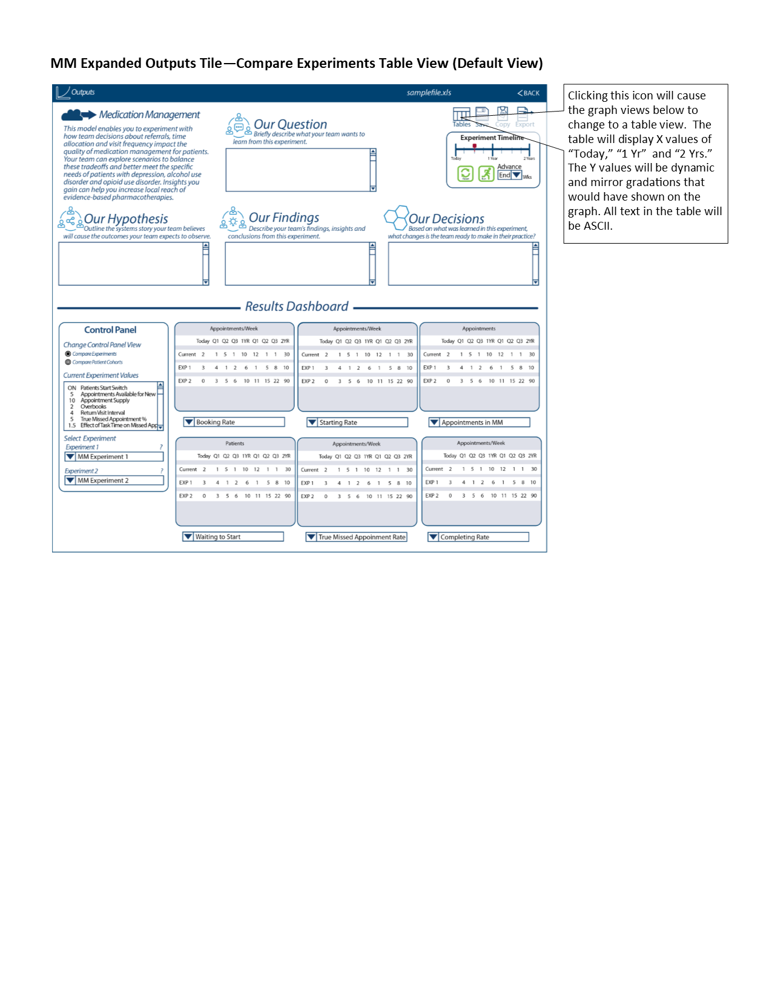 MM Expanded Outputs Tile—Compare Experiments Table View (Default View)
Outputs
samplefile.xls
<BACK
Medication Management
This model enables you to experiment with
how team decisions about referrals, time
allocation and visit frequency impact the
quality of medication management for patients.
Your team can explore scenarios to balance
these tradeoffs and better meet the specific
needs of patients with depression, alcohol use
disorder and opioid use disorder. Insights you
gain can help you increase local reach of
evidence-based pharmacotherapies.
Our Question
Briefly describe what your team wants to
learn from this experiment.
Tables Save Copy Export
Experiment Timeline
Today 1 Year 2 Years
Advance
End Wks
Clicking this icon will cause
the graph views below to
change to a table view. The
table will display X values of
“Today,” “1 Yr” and “2 Yrs.”
The Y values will be dynamic
and mirror gradations that
would have shown on the
graph. All text in the table will
be ASCII.
Our Hypothesis
Outline the systems story your team believes
will cause the outcomes your team expects to observe.
Our Findings
Describe your team's findings, insights and
conclusions from this experiment.
Our Decisions
Based on what was learned in this experiment,
what changes is the team ready to make in their practice?
Results Dashboard
Control Panel
Change Control Panel View
Compare Experiments
Compare Patient Cohorts
Current Experiment Values
ON Patients Start Switch
5 Appointments Available for New
10 Appointment Supply
2 Overbooks
4 Return Visit Interval
5 True Missed Appointment %
1.5 Effect of Task Time on Missed App
Select Experiment
Experiment 1 ?
MM Experiment 1
Experiment 2 ?
MM Experiment 2
Appointments/Week
Today Q1 Q2 Q3 1YR Q1 Q2 Q3 2YR
Current 2 1 5 1 10 12 1 1 30
EXP 1 3 4 1 2 6 1 5 8 10
EXP 2 0 3 5 6 10 11 15 22 90
Booking Rate
Appointments/Week
Today Q1 Q2 Q3 1YR Q1 Q2 Q3 2YR
Current 2 1 5 1 10 12 1 1 30
EXP 1 3 4 1 2 6 1 5 8 10
EXP 2 0 3 5 6 10 11 15 22 90
Starting Rate
Appointments
Today Q1 Q2 Q3 1YR Q1 Q2 Q3 2YR
Current 2 1 5 1 10 12 1 1 30
EXP 1 3 4 1 2 6 1 5 8 10
EXP 2 0 3 5 6 10 11 15 22 90
Appointments in MM
Patients
Today Q1 Q2 Q3 1YR Q1 Q2 Q3 2YR
Current 2 1 5 1 10 12 1 1 30
EXP 1 3 4 1 2 6 1 5 8 10
EXP 2 0 3 5 6 10 11 15 22 90
Waiting to Start
Appointments/Week
Today Q1 Q2 Q3 1YR Q1 Q2 Q3 2YR
Current 2 1 5 1 10 12 1 1 30
EXP 1 3 4 1 2 6 1 5 8 10
EXP 2 0 3 5 6 10 11 15 22 90
True Missed Appoinment Rate
Appointments/Week
Today Q1 Q2 Q3 1YR Q1 Q2 Q3 2YR
Current 2 1 5 1 10 12 1 1 30
EXP 1 3 4 1 2 6 1 5 8 10
EXP 2 0 3 5 6 10 11 15 22 90
Completing Rate